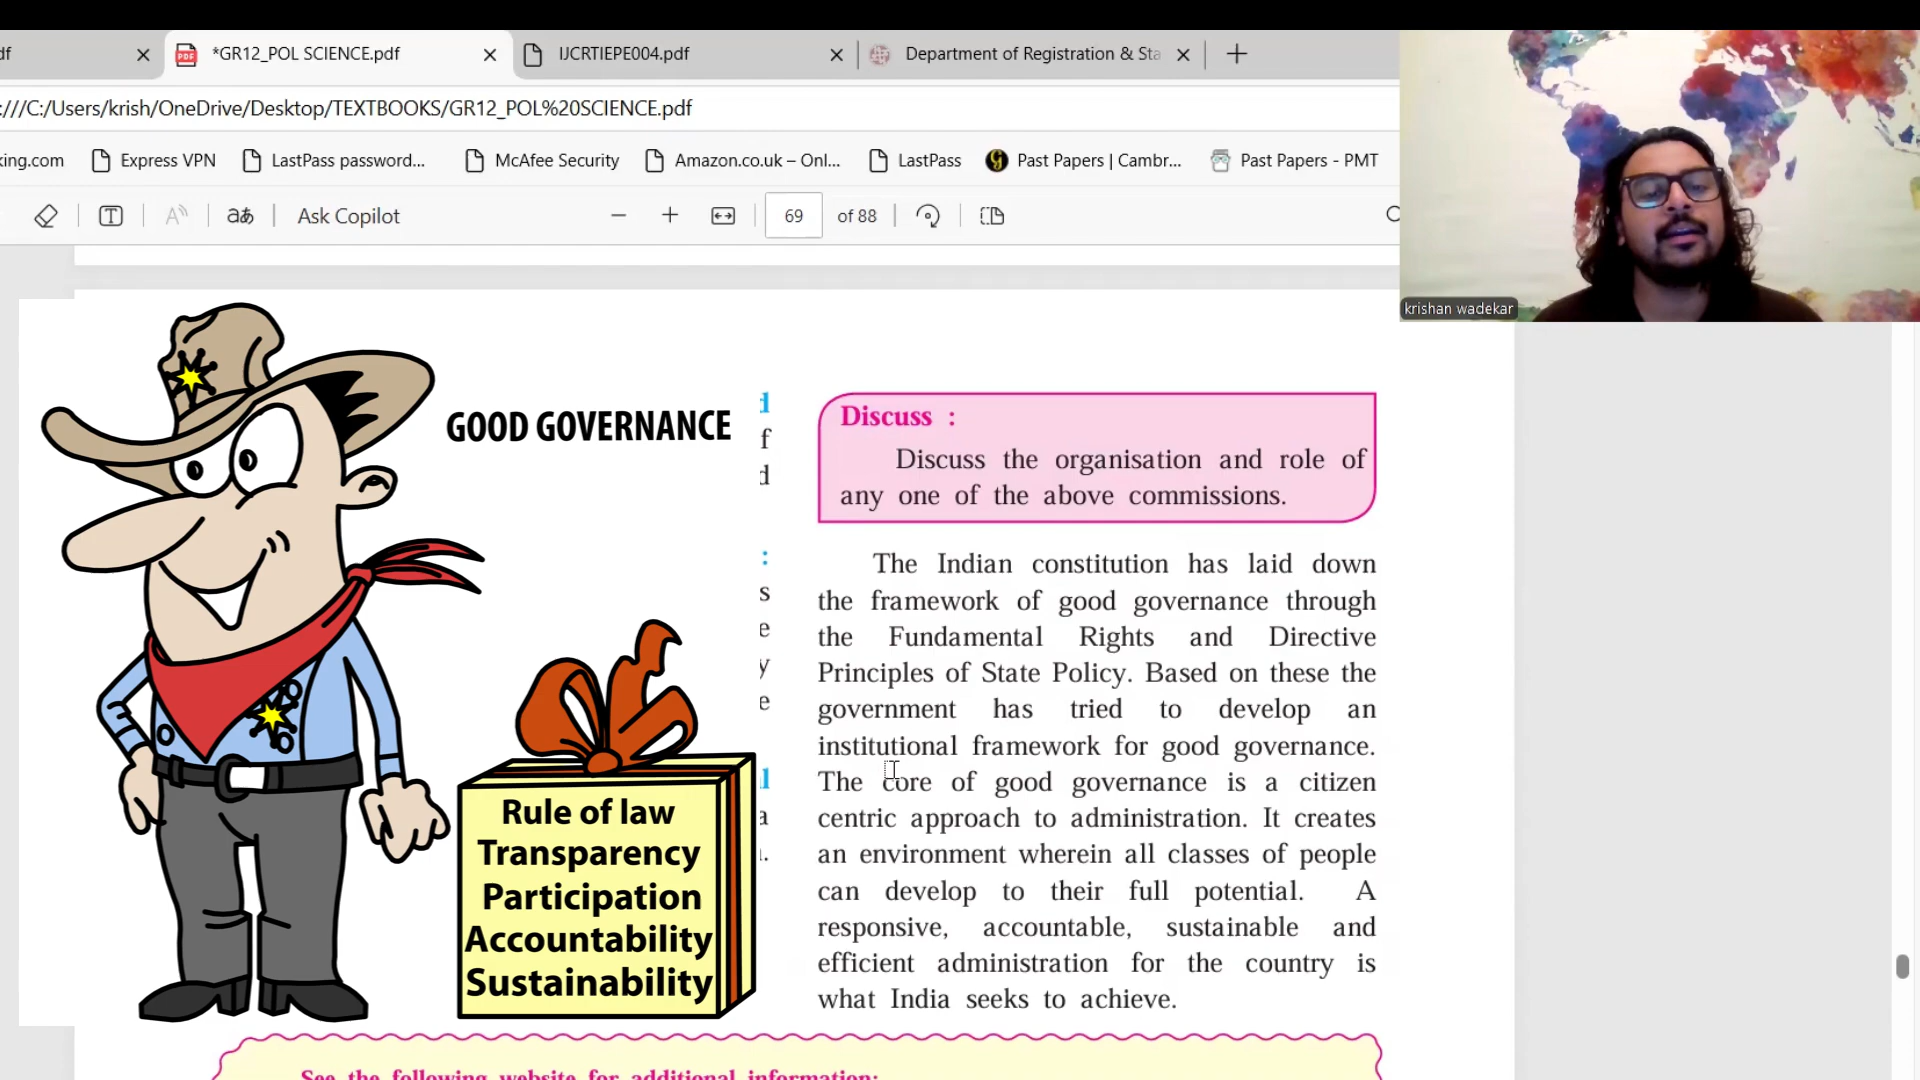 df
*GR12_POL SCIENCE.pdf
IJCRTIEPE004.pdf
Department of Registration & Sta
:///C:/Users/krish/OneDrive/Desktop/TEXTBOOKS/GR12_POL%20SCIENCE.pdf
king.com
Express VPN
LastPass password...
McAfee Security
Amazon.co.uk – Onl...
LastPass
Past Papers | Cambr...
Past Papers - PMT
Ask Copilot
69 of 88
krishan wadekar
GOOD GOVERNANCE
Rule of law
Transparency
Participation
Accountability
Sustainability
d
f
d
:
s
e
y
e
l
a
.
Discuss :
Discuss the organisation and role of
any one of the above commissions.
The Indian constitution has laid down
the framework of good governance through
the Fundamental Rights and Directive
Principles of State Policy. Based on these the
government has tried to develop an
institutional framework for good governance.
The core of good governance is a citizen
centric approach to administration. It creates
an environment wherein all classes of people
can develop to their full potential. A
responsive, accountable, sustainable and
efficient administration for the country is
what India seeks to achieve.
See the following website for additional information: